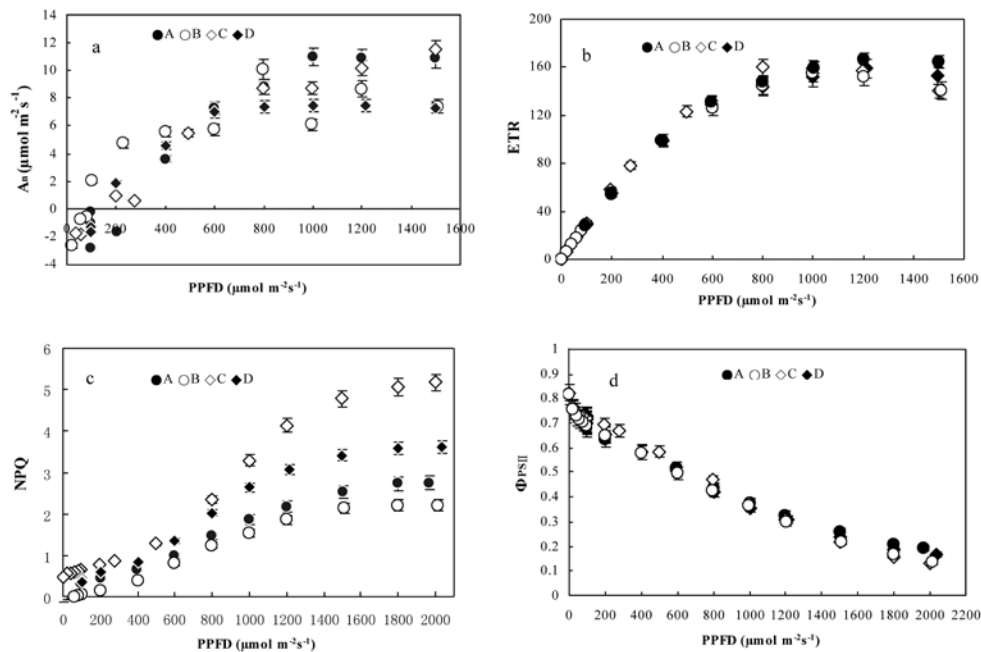 a
A B C D
14
12
10
8
6
4
2
0
-2
-4
0 200 400 600 800 1000 1200 1400 1600
An (μmol m-2 s-1)
PPFD (μmol m-2s-1)
b
A B C D
200
160
120
80
40
0
0 200 400 600 800 1000 1200 1400 1600
ETR
PPFD (μmol m-2s-1)
c
A B C D
6
5
4
3
2
1
0
0 200 400 600 800 1000 1200 1400 1600 1800 2000
NPQ
PPFD (μmol m-2s-1)
d
A B C D
1
0.9
0.8
0.7
0.6
0.5
0.4
0.3
0.2
0.1
0
0 200 400 600 800 1000 1200 1400 1600 1800 2000 2200
ΦPSII
PPFD (μmol m-2s-1)